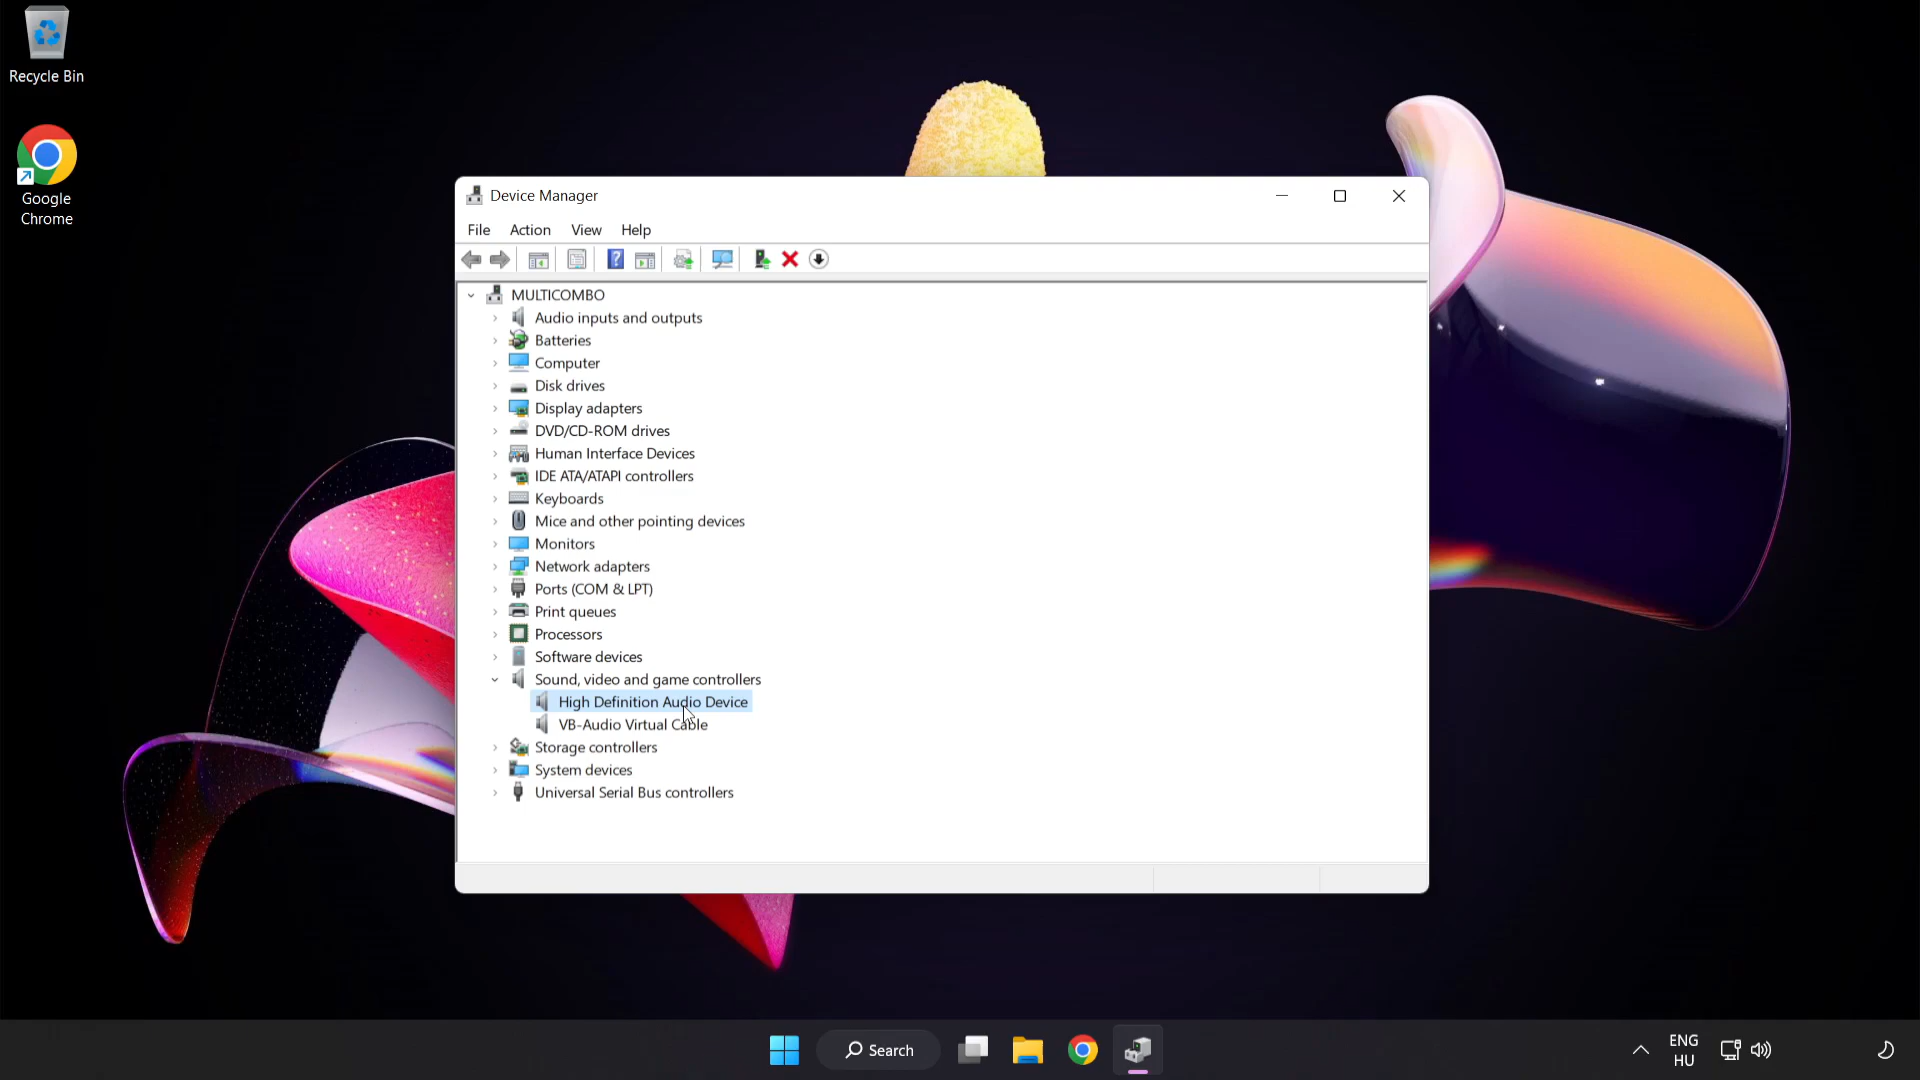 Recycle Bin
Google
Chrome
Device Manager
File Action View Help
MULTICOMBO
Audio inputs and outputs
Batteries
Computer
Disk drives
Display adapters
DVD/CD-ROM drives
Human Interface Devices
IDE ATA/ATAPI controllers
Keyboards
Mice and other pointing devices
Monitors
Network adapters
Ports (COM & LPT)
Print queues
Processors
Software devices
Sound, video and game controllers
High Definition Audio Device
VB-Audio Virtual Cable
Storage controllers
System devices
Universal Serial Bus controllers
Search
ENG
HU